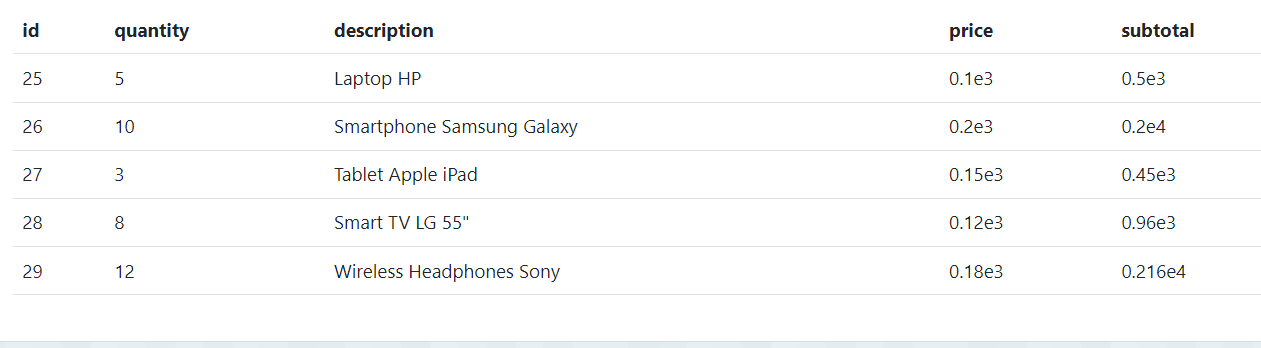 id quantity description price subtotal
25 5 Laptop HP 0.1e3 0.5e3
26 10 Smartphone Samsung Galaxy 0.2e3 0.2e4
27 3 Tablet Apple iPad 0.15e3 0.45e3
28 8 Smart TV LG 55" 0.12e3 0.96e3
29 12 Wireless Headphones Sony 0.18e3 0.216e4